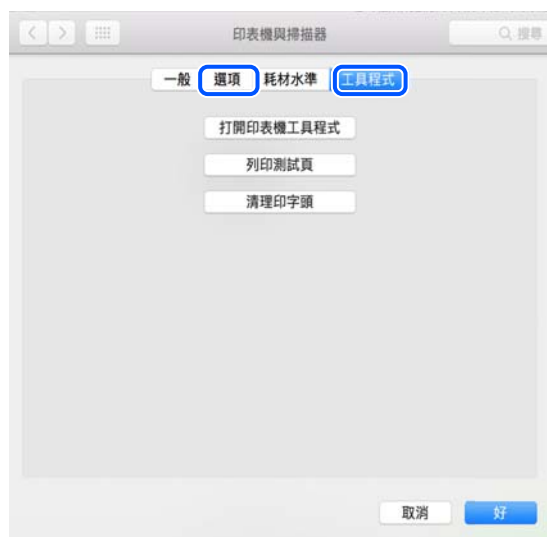 印表機與掃描器
搜尋
一般 選項 耗材水準 工具程式
打開印表機工具程式
列印測試頁
清理印字頭
取消 好